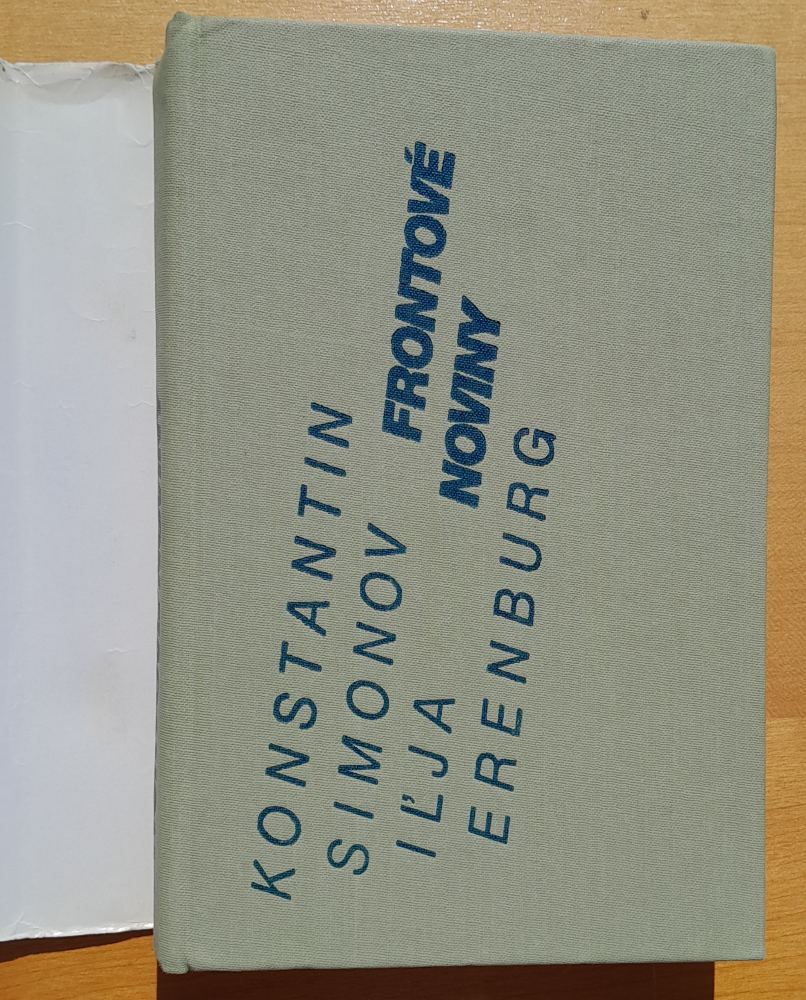 KONSTANTIN
SIMONOV
IĽJA
ERENBURG
FRONTOVÉ
NOVINY